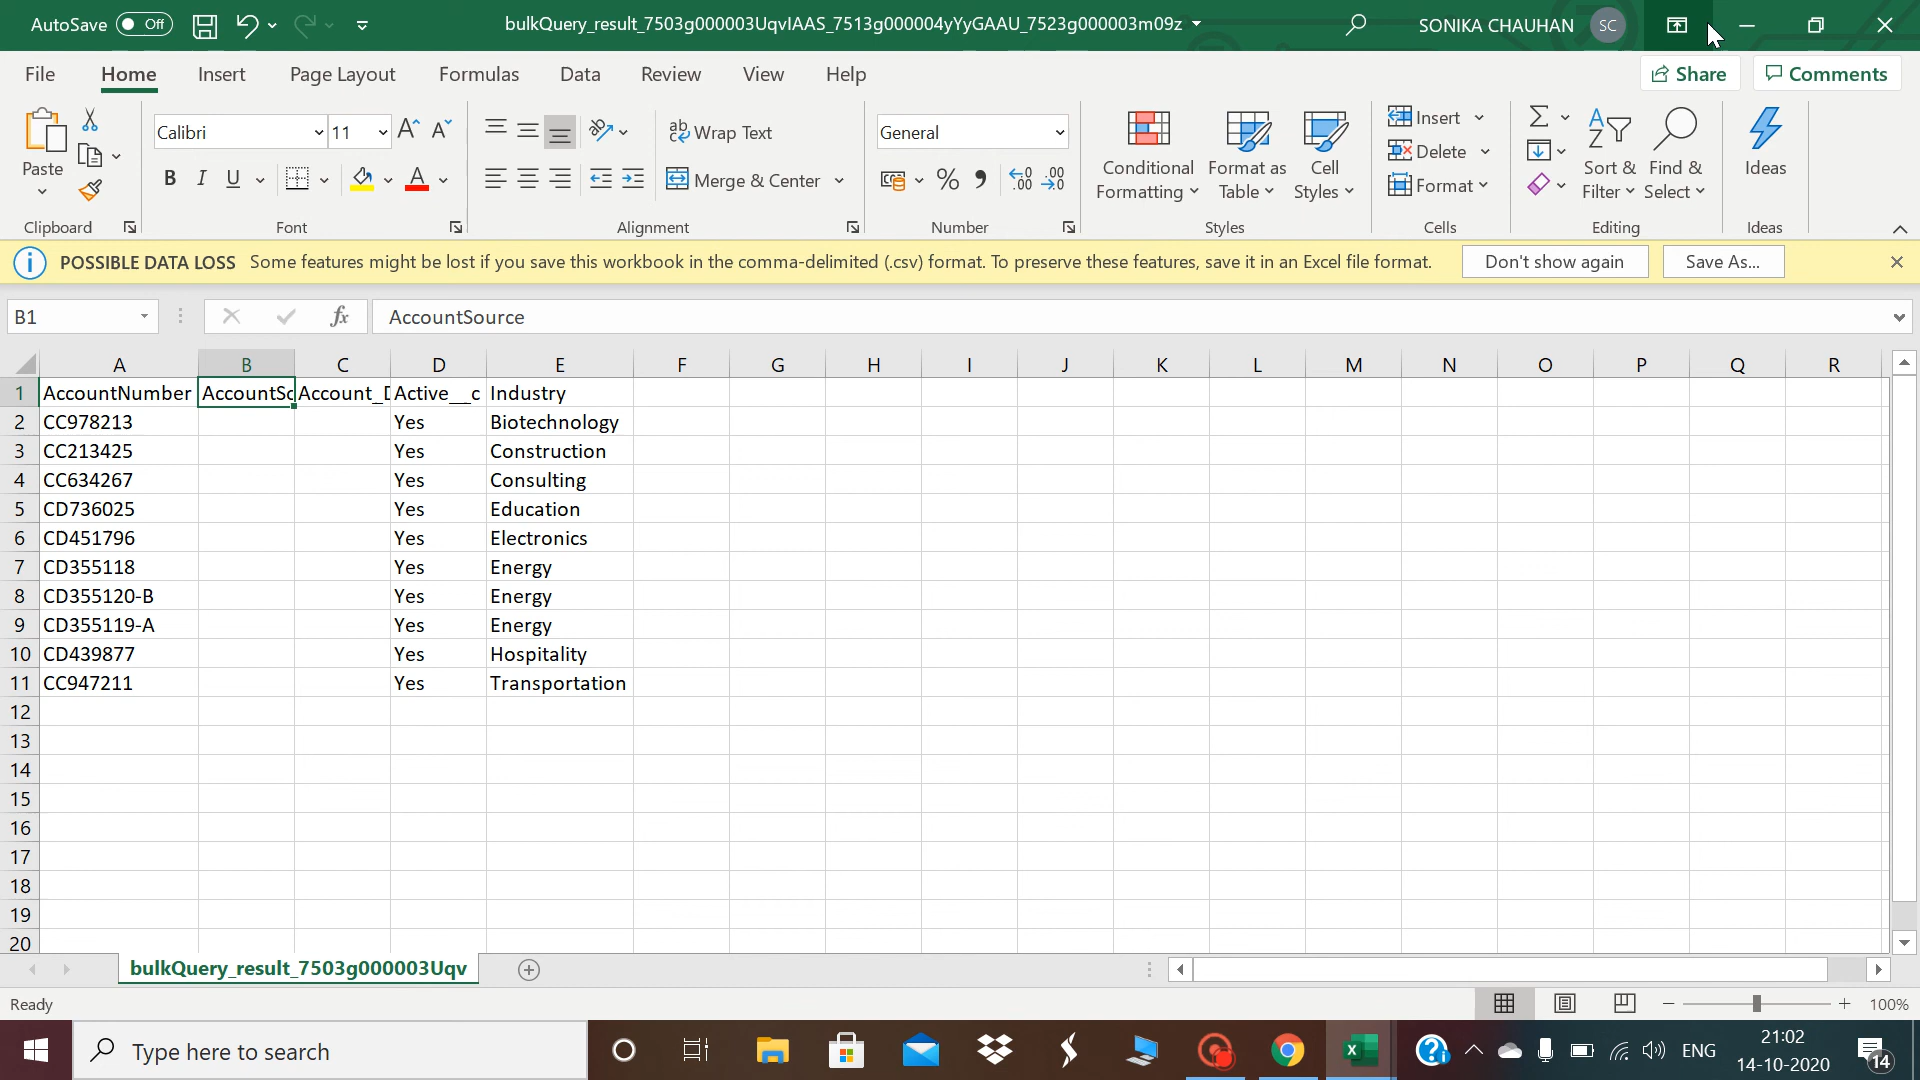 AutoSave Off bulkQuery_result_7503g000003UqvIAAS_7513g000004yYyGAAU_7523g000003m09z SONIKA CHAUHAN SC
File Home Insert Page Layout Formulas Data Review View Help Share Comments
Calibri 11 Wrap Text General Insert
Paste Conditional Format as Cell Delete Sort & Find & Ideas
B I U Merge & Center % Formatting Table Styles Format Filter Select
Clipboard Font Alignment Number Styles Cells Editing Ideas
POSSIBLE DATA LOSS Some features might be lost if you save this workbook in the comma-delimited (.csv) format. To preserve these features, save it in an Excel file format. Don't show again Save As...
B1 fx AccountSource
A B C D E F G H I J K L M N O P Q R
1 AccountNumber AccountSc Account_D Active__c Industry
2 CC978213 Yes Biotechnology
3 CC213425 Yes Construction
4 CC634267 Yes Consulting
5 CD736025 Yes Education
6 CD451796 Yes Electronics
7 CD355118 Yes Energy
8 CD355120-B Yes Energy
9 CD355119-A Yes Energy
10 CD439877 Yes Hospitality
11 CC947211 Yes Transportation
12
13
14
15
16
17
18
19
20
bulkQuery_result_7503g000003Uqv
Ready 100%
Type here to search ENG 21:02
14-10-2020 14